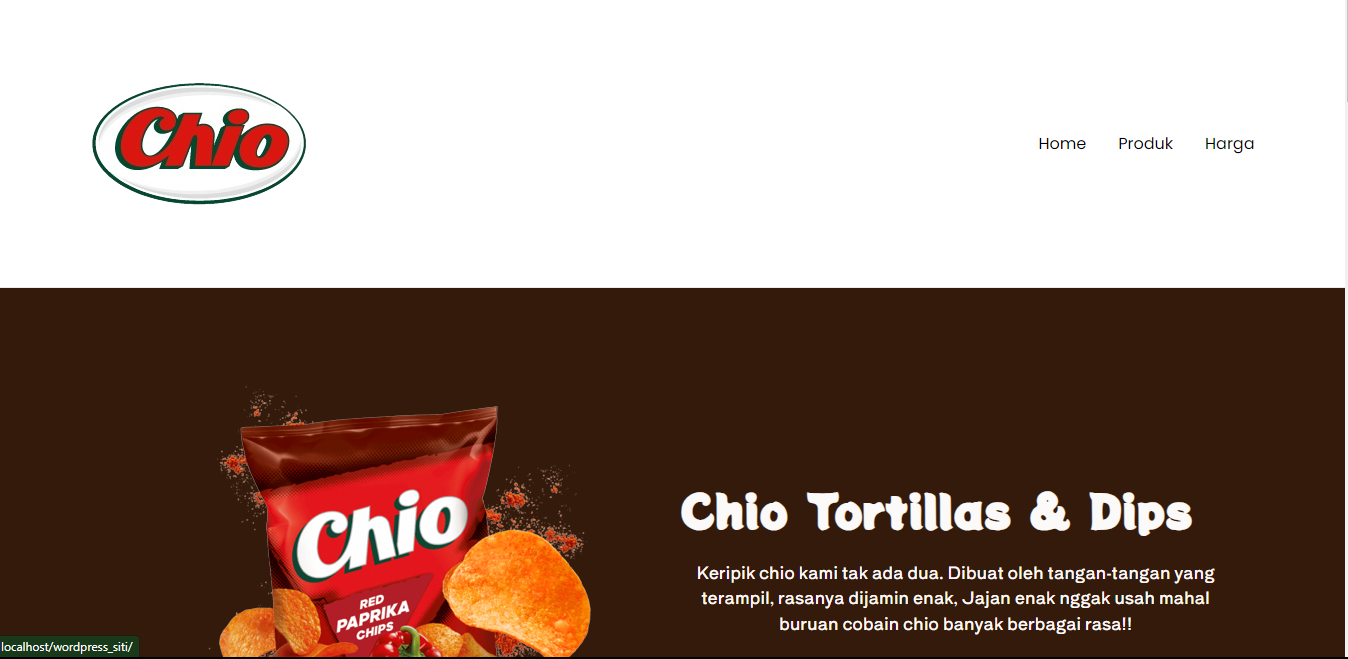 Chio
Home Produk Harga
Chio
RED
PAPRIKA
CHIPS
Chio Tortillas & Dips
Keripik chio kami tak ada dua. Dibuat oleh tangan-tangan yang
terampil, rasanya dijamin enak, Jajan enak nggak usah mahal
buruan cobain chio banyak berbagai rasa!!
localhost/wordpress_siti/